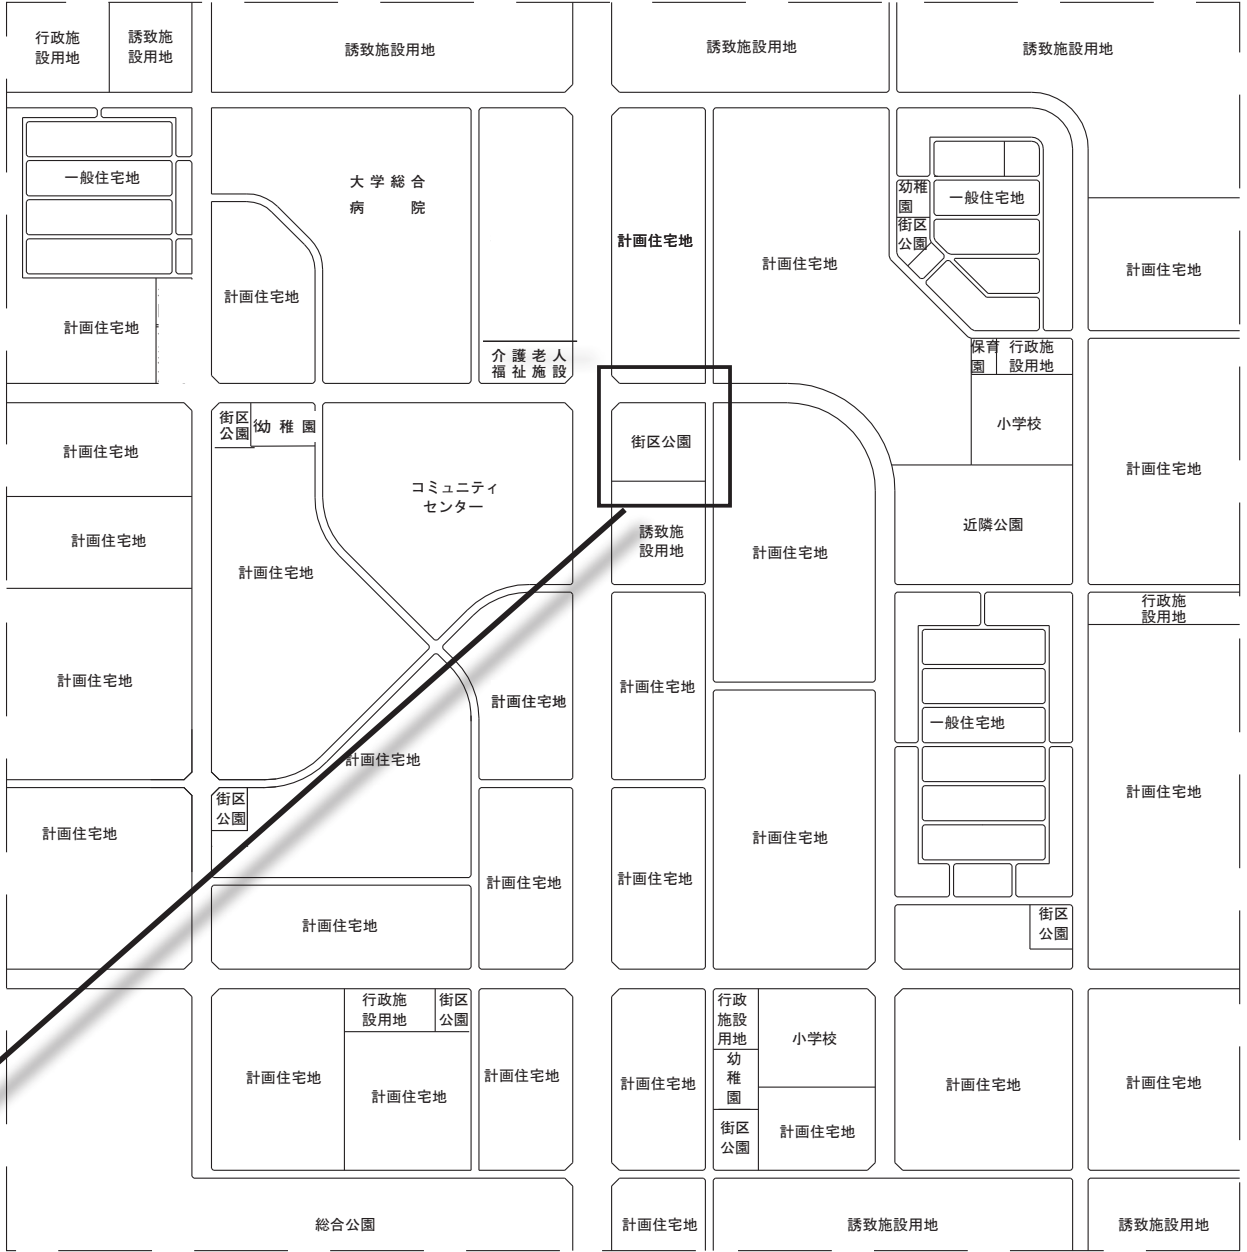 行政施
設用地
誘致施
設用地
誘致施設用地
誘致施設用地
誘致施設用地
一般住宅地
大学総合
病　院
計画住宅地
計画住宅地
計画住宅地
計画住宅地
幼稚
園
街区
公園
一般住宅地
計画住宅地
計画住宅地
介護老人
福祉施設
保育
園
行政施
設用地
小学校
計画住宅地
街区
公園
幼稚園
コミュニティ
センター
街区公園
計画住宅地
計画住宅地
計画住宅地
誘致施
設用地
計画住宅地
近隣公園
行政施
設用地
計画住宅地
計画住宅地
計画住宅地
計画住宅地
一般住宅地
計画住宅地
街区
公園
計画住宅地
計画住宅地
計画住宅地
計画住宅地
計画住宅地
計画住宅地
街区
公園
計画住宅地
行政施
設用地
街区
公園
計画住宅地
計画住宅地
計画住宅地
行政
施設
用地
幼
稚
園
街区
公園
小学校
計画住宅地
計画住宅地
計画住宅地
総合公園
計画住宅地
誘致施設用地
誘致施設用地